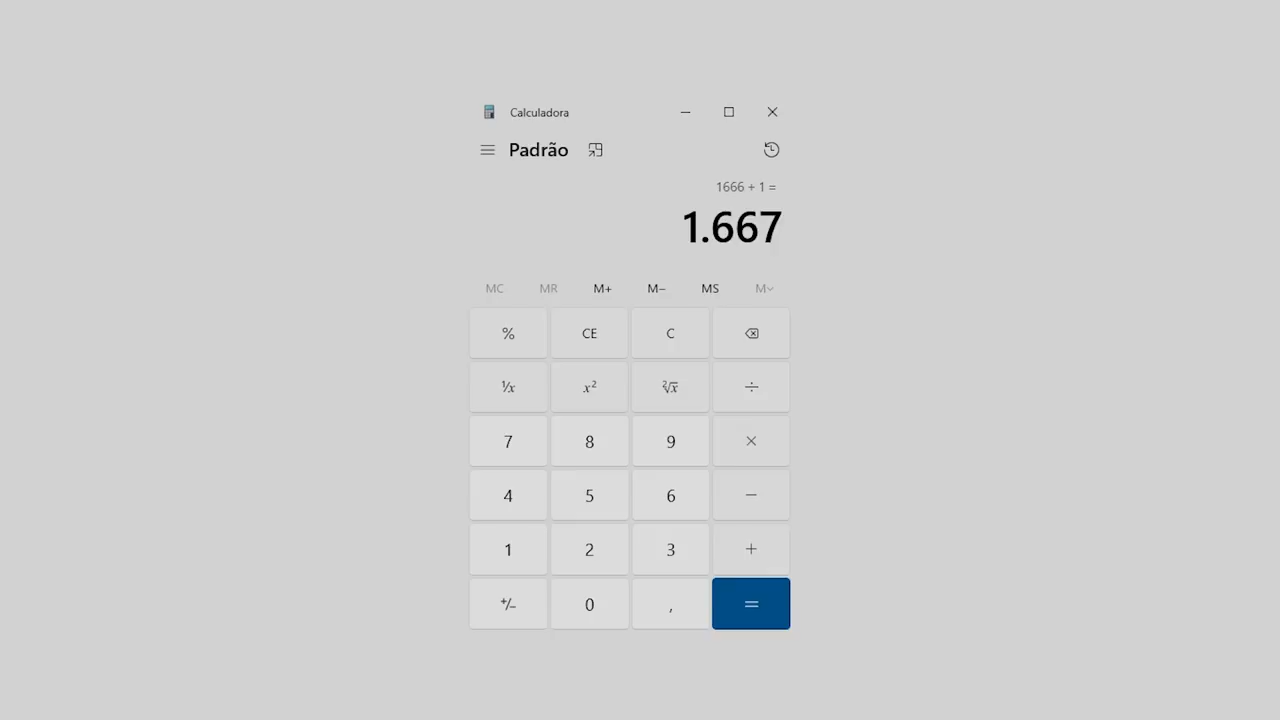 Calculadora
Padrão
1666 + 1 =
1.667
MC MR M+ M− MS M
% CE C
¹/x x² ²√x ÷
7 8 9 ×
4 5 6 −
1 2 3 +
+/− 0 , =